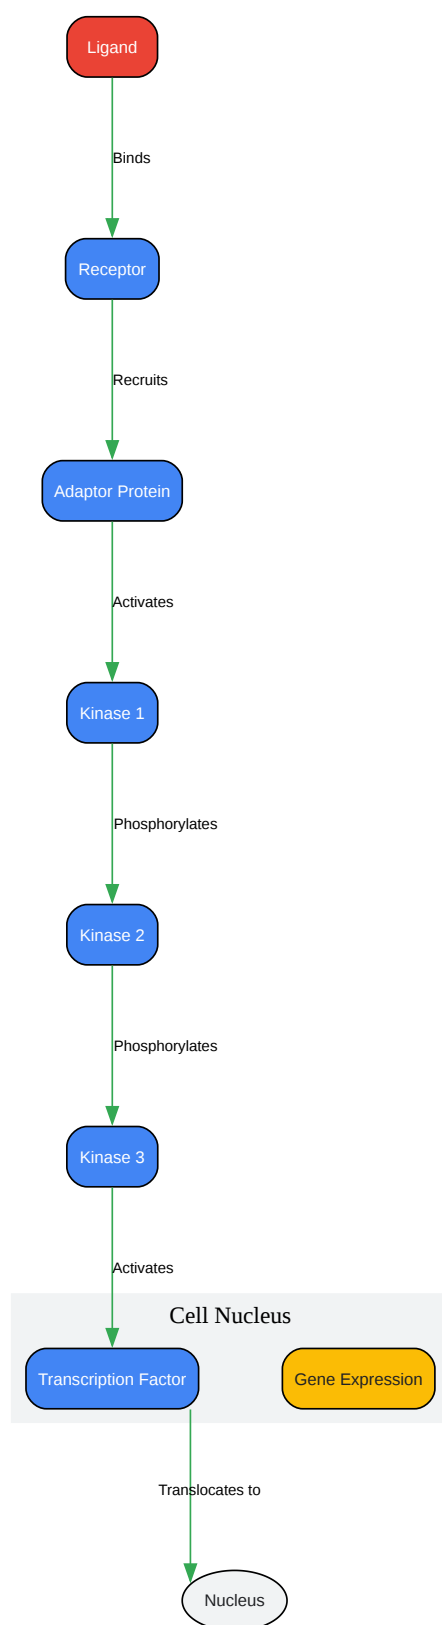 Ligand
Binds
Receptor
Recruits
Adaptor Protein
Activates
Kinase 1
Phosphorylates
Kinase 2
Phosphorylates
Kinase 3
Activates
Cell Nucleus
Transcription Factor
Gene Expression
Translocates to
Nucleus